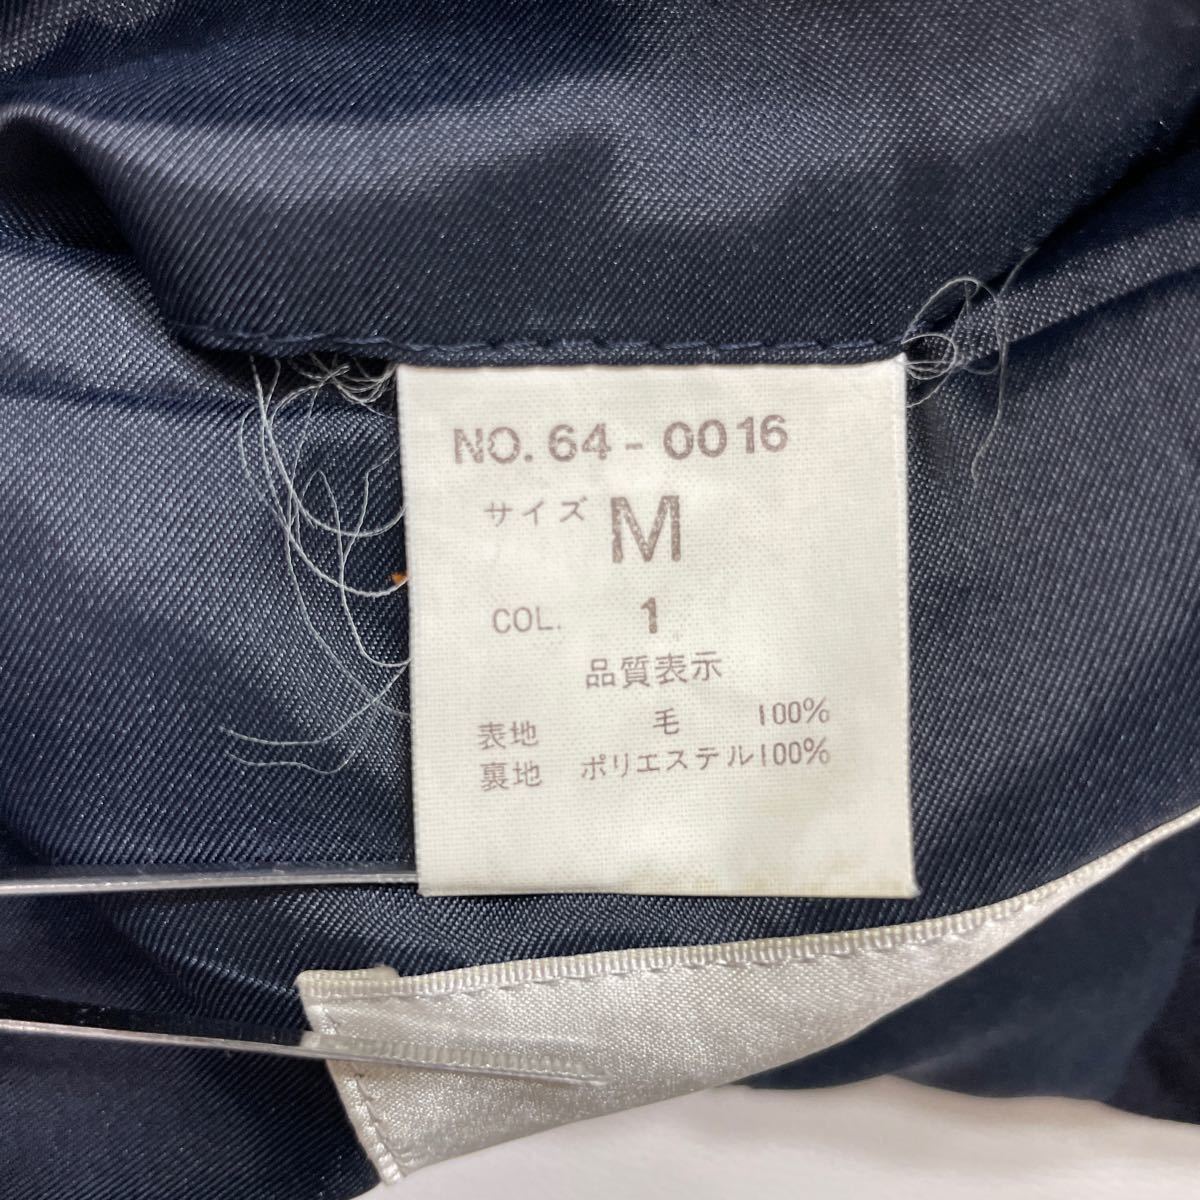 NO. 64-0016
サイズ M
COL. 1
品質表示
表地 毛 100%
裏地 ポリエステル100%